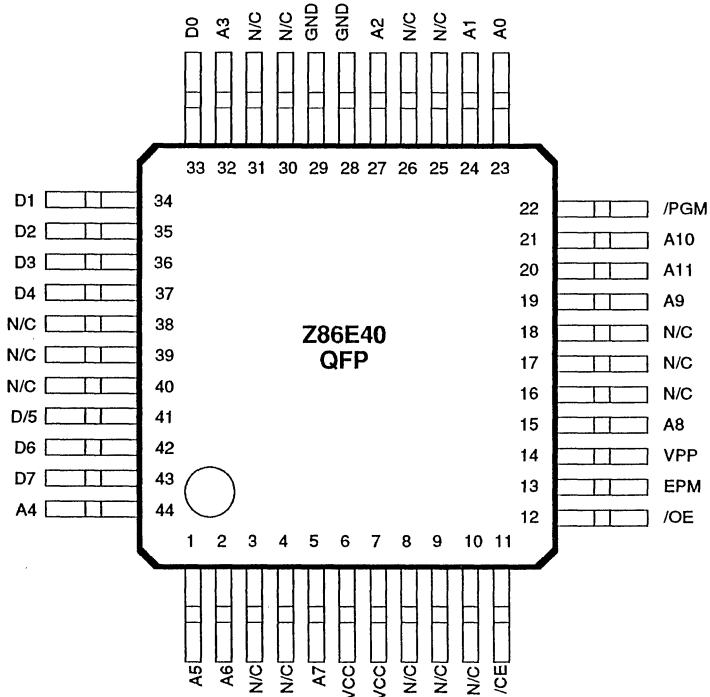 D0 A3 N/C N/C GND GND A2 N/C N/C A1 A0
33 32 31 30 29 28 27 26 25 24 23
D1 34
22 /PGM
D2 35
21 A10
D3 36
20 A11
D4 37
19 A9
N/C 38
18 N/C
Z86E40
QFP
N/C 39
17 N/C
N/C 40
16 N/C
D/5 41
15 A8
D6 42
14 VPP
D7 43
13 EPM
A4 44
12 /OE
1 2 3 4 5 6 7 8 9 10 11
A5 A6 N/C N/C A7 VCC VCC N/C N/C N/C /CE